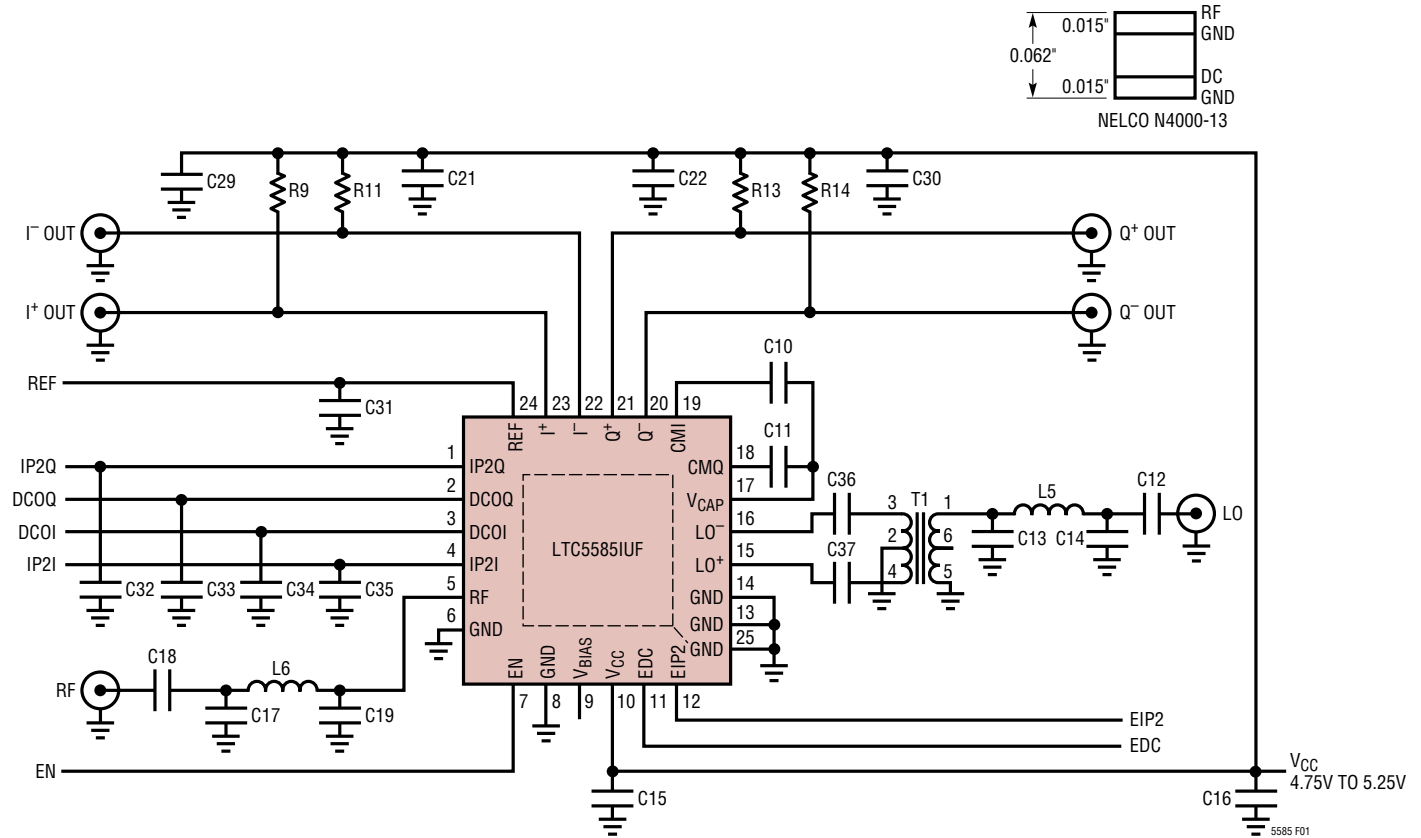 RF
0.015"
GND
0.062"
DC
0.015"
GND
NELCO N4000-13
C29
R9
R11
C21
C22
R13
R14
C30
I– OUT
Q+ OUT
I+ OUT
Q– OUT
C10
REF
C31
24
23
22
21
20
19
REF
I+
I–
Q+
Q–
CMI
C11
1
IP2Q
IP2Q
18
CMQ
2
DCOQ
DCOQ
17
VCAP
C36
3
T1
1
L5
C12
3
DCOI
DCOI
16
LO–
LO
2
6
C13
C14
4
IP2I
IP2I
LTC5585IUF
15
LO+
C37
4
5
C32
C33
C34
C35
5
RF
14
GND
6
GND
13
GND
25
GND
EN
GND
VBIAS
VCC
EDC
EIP2
C18
L6
RF
C17
C19
7
8
9
10
11
12
EIP2
EDC
EN
VCC
4.75V TO 5.25V
C15
C16
5585 F01